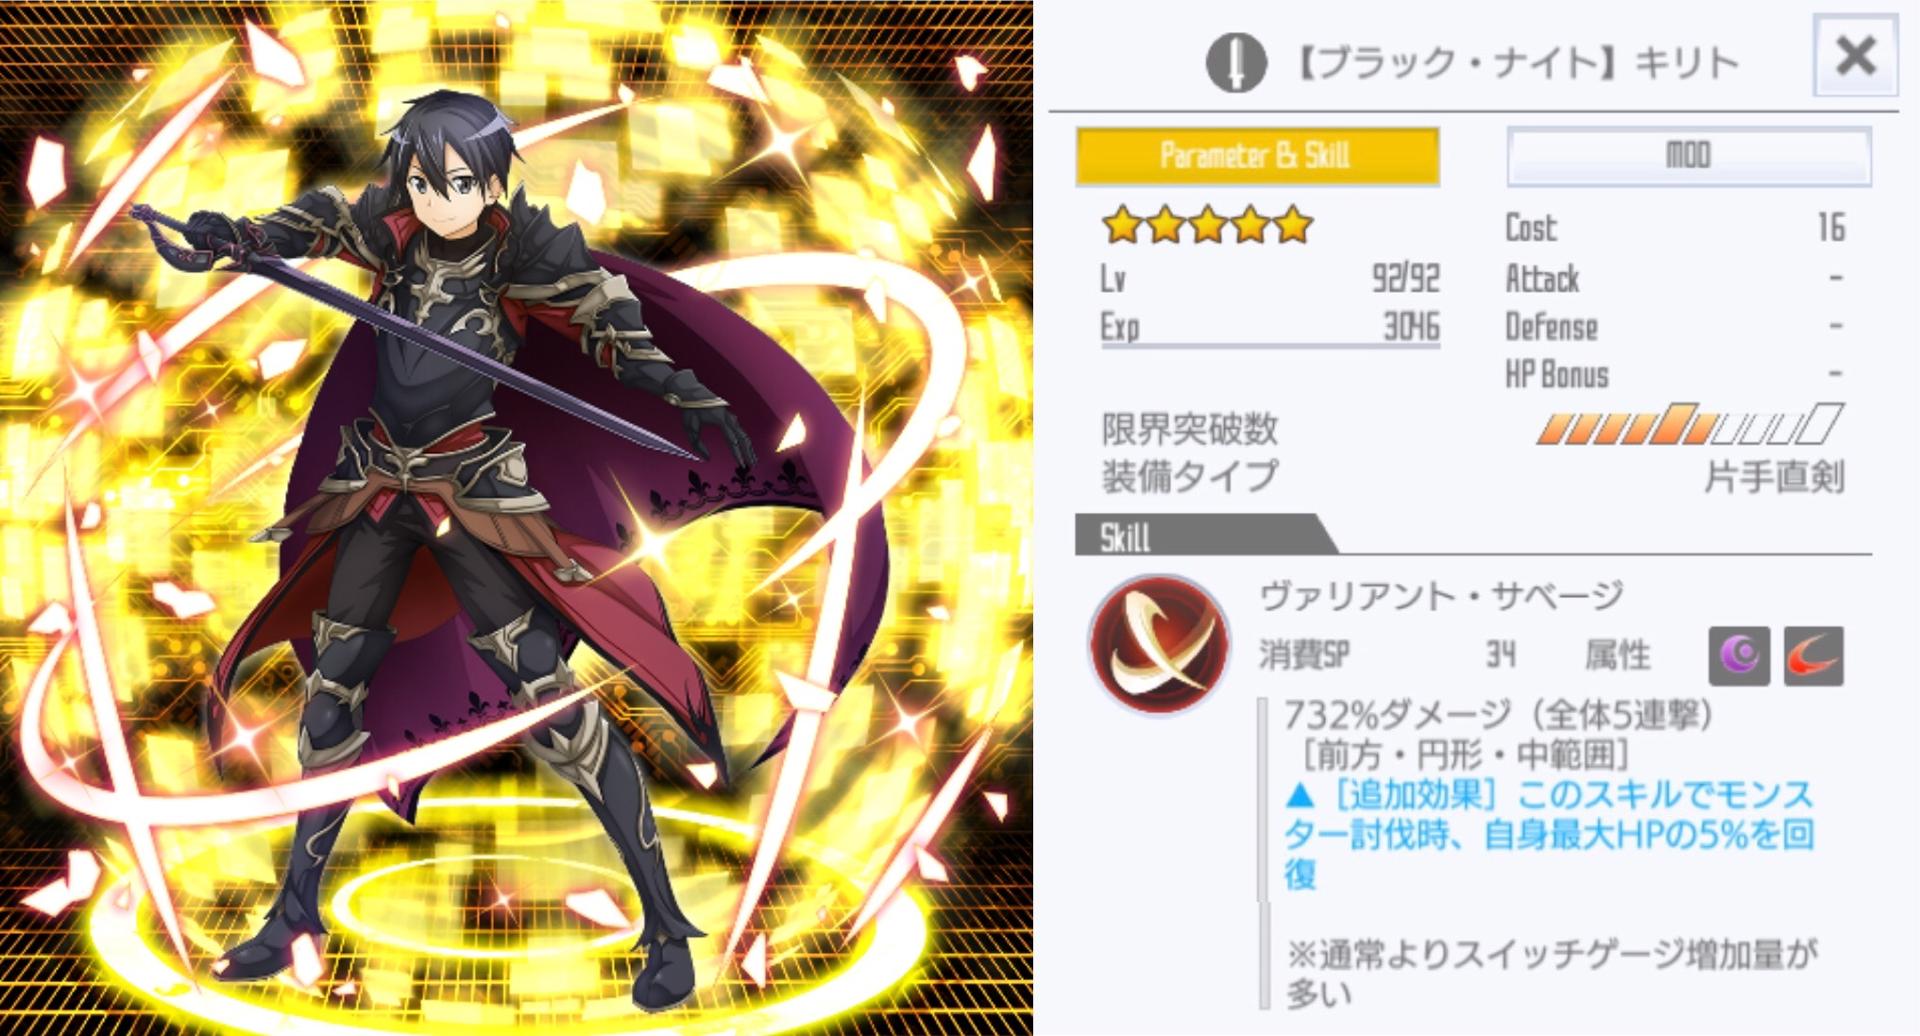 【ブラック・ナイト】キリト
Parameter & Skill
MOD
Cost 16
Lv 92/92
Attack -
Exp 3046
Defense -
HP Bonus -
限界突破数
装備タイプ 片手直剣
Skill
ヴァリアント・サベージ
消費SP 34 属性
732%ダメージ（全体5連撃）
［前方・円形・中範囲］
▲［追加効果］このスキルでモンス
ター討伐時、自身最大HPの5%を回
復
※通常よりスイッチゲージ増加量が
多い